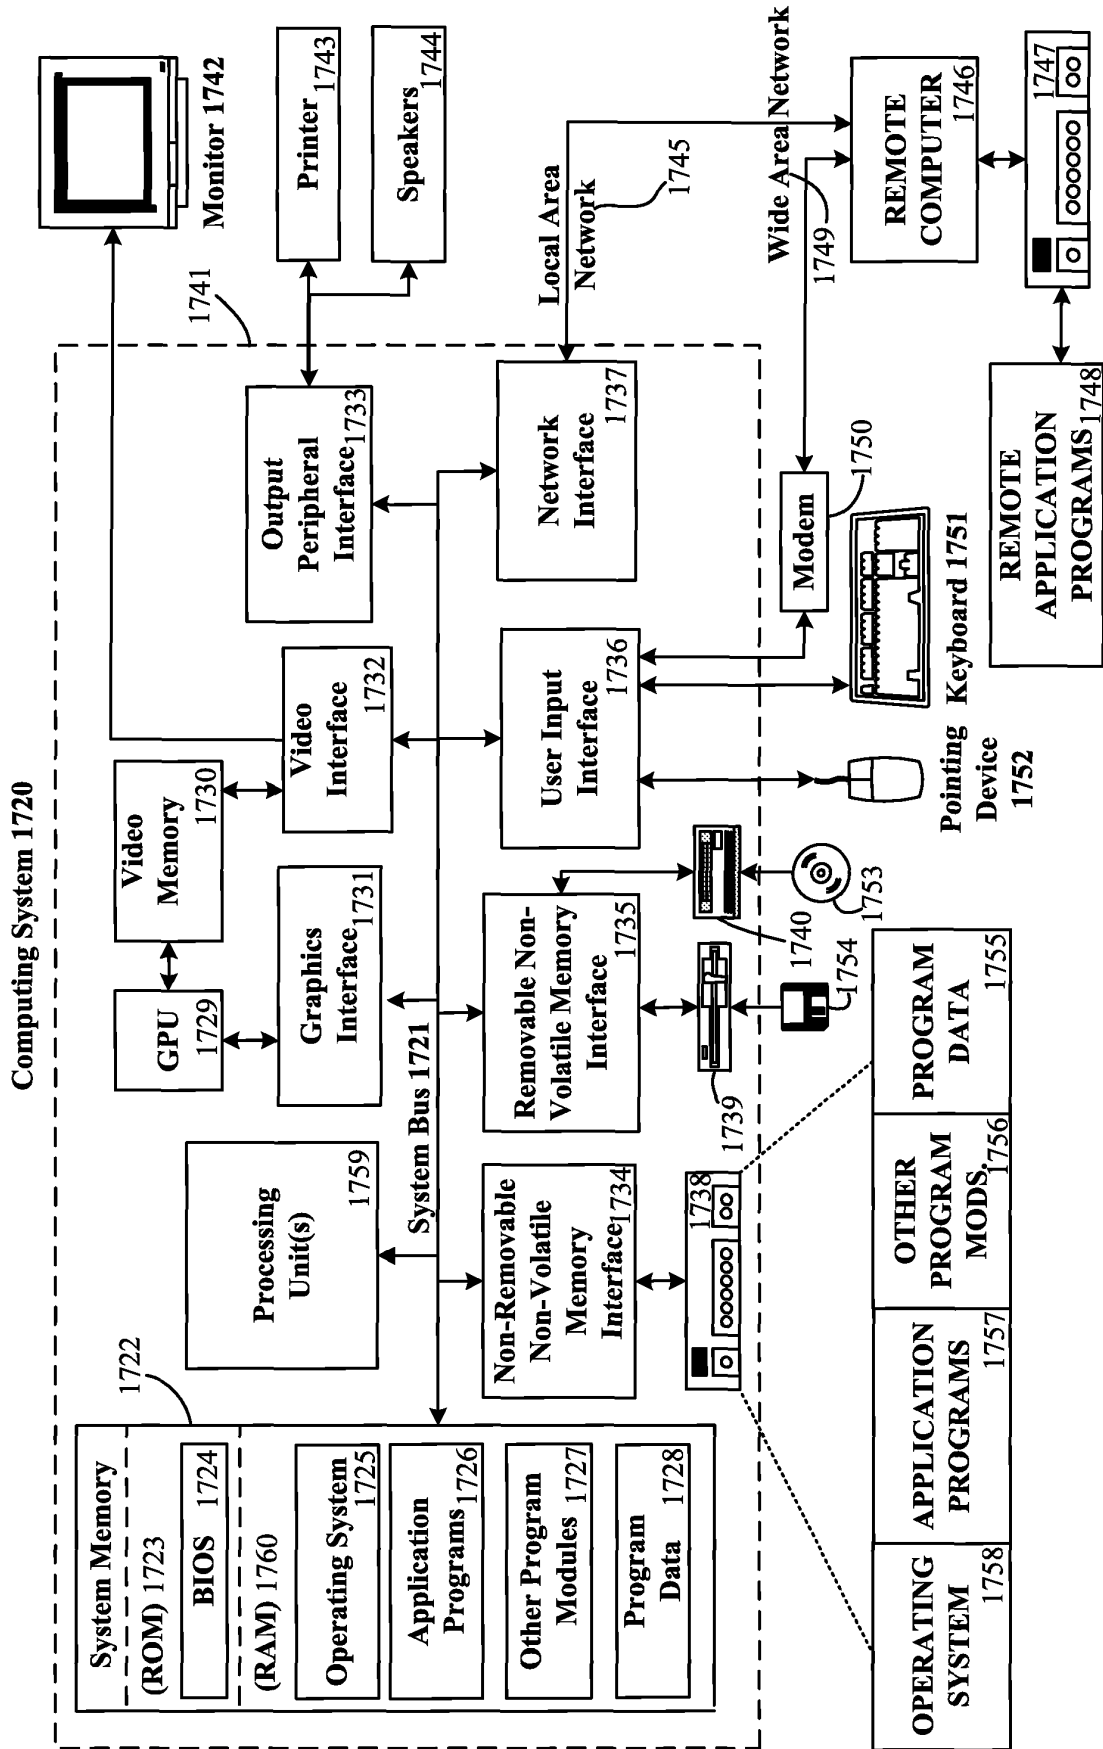 Computing System 1720
System Memory
1722
(ROM) 1723
BIOS
1724
(RAM) 1760
Operating System
1725
Application
Programs
1726
Other Program
Modules
1727
Program
Data
1728
Processing
Unit(s)
1759
GPU
1729
Video
Memory
1730
Graphics
Interface
1731
Video
Interface
1732
Output
Peripheral
Interface
1733
1741
Monitor 1742
Printer
1743
Speakers
1744
System Bus 1721
Non-Removable
Non-Volatile
Memory
Interface
1734
Removable Non-
Volatile Memory
Interface
1735
User Input
Interface
1736
Network
Interface
1737
Local Area
Network
1745
1738
1739
1740
1754
1753
Pointing
Device
1752
Keyboard 1751
Modem
1750
Wide Area Network
1749
REMOTE
COMPUTER
1746
1747
REMOTE
APPLICATION
PROGRAMS
1748
OPERATING
SYSTEM
1758
APPLICATION
PROGRAMS
1757
OTHER
PROGRAM
MODS.
1756
PROGRAM
DATA
1755